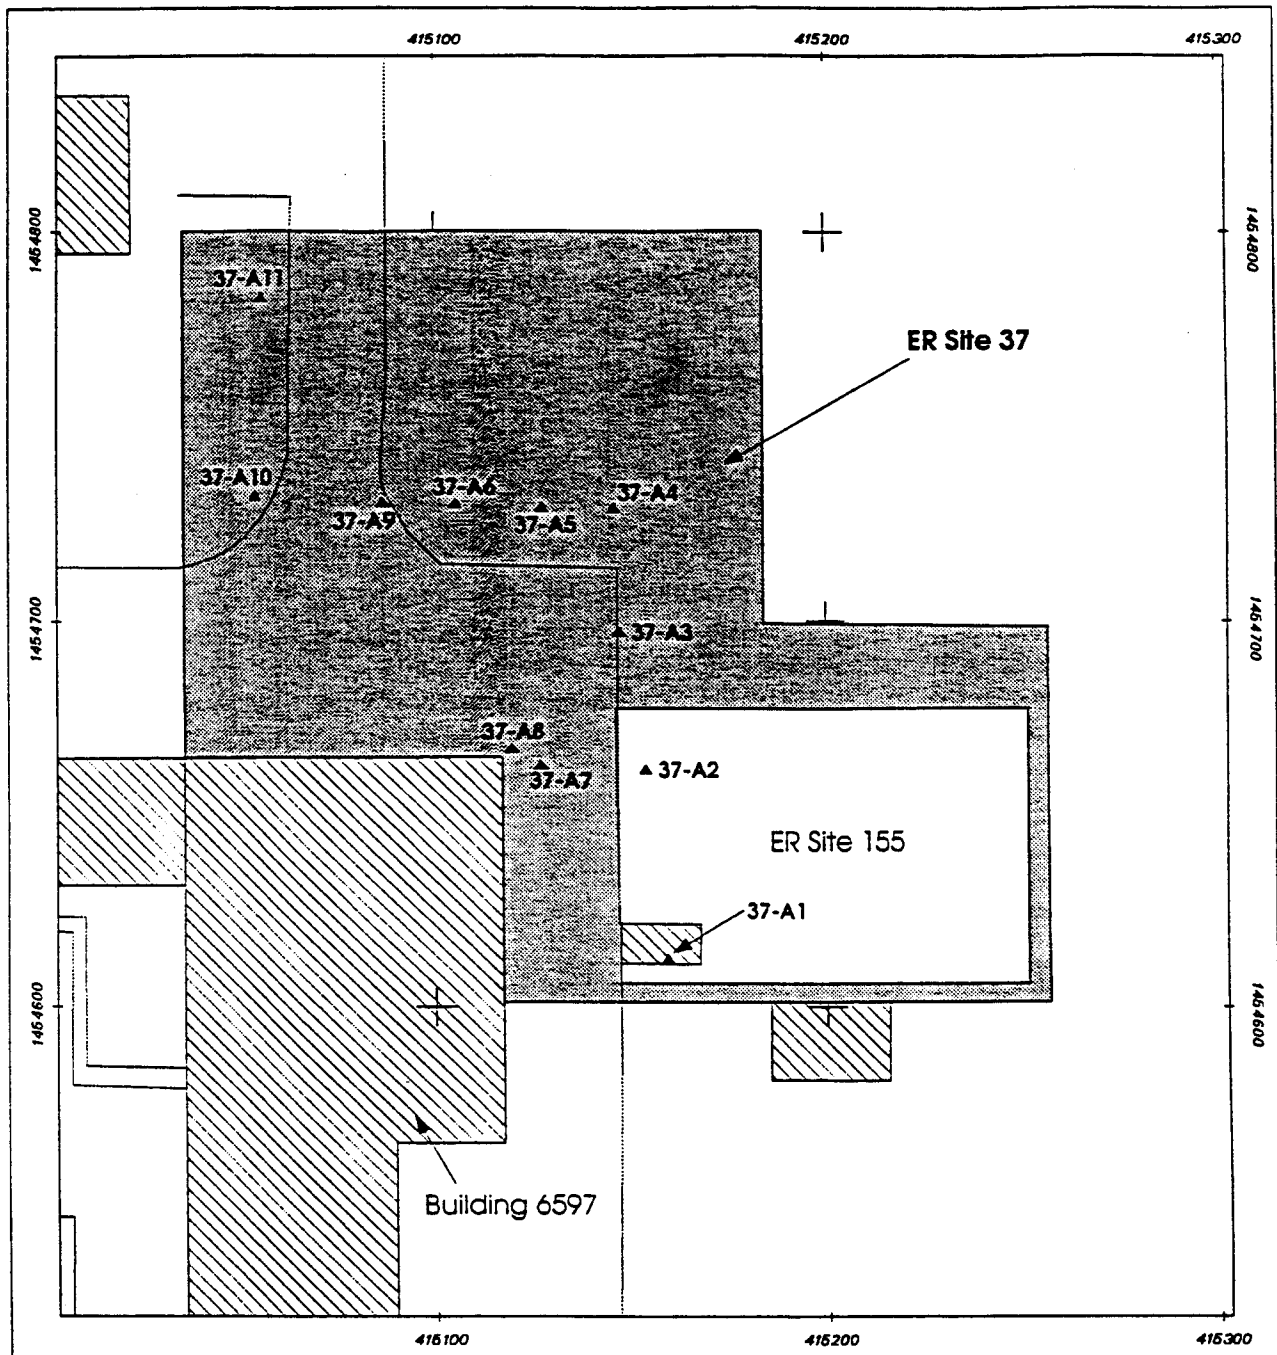 415100 415200 415300
1454800
1454800
37-A11
ER Site 37
37-A10
37-A6
37-A4
37-A9
37-A5
1454700
1454700
37-A3
37-A8
37-A7
37-A2
ER Site 155
37-A1
1454600
1454600
Building 6597
415100 415200 415300